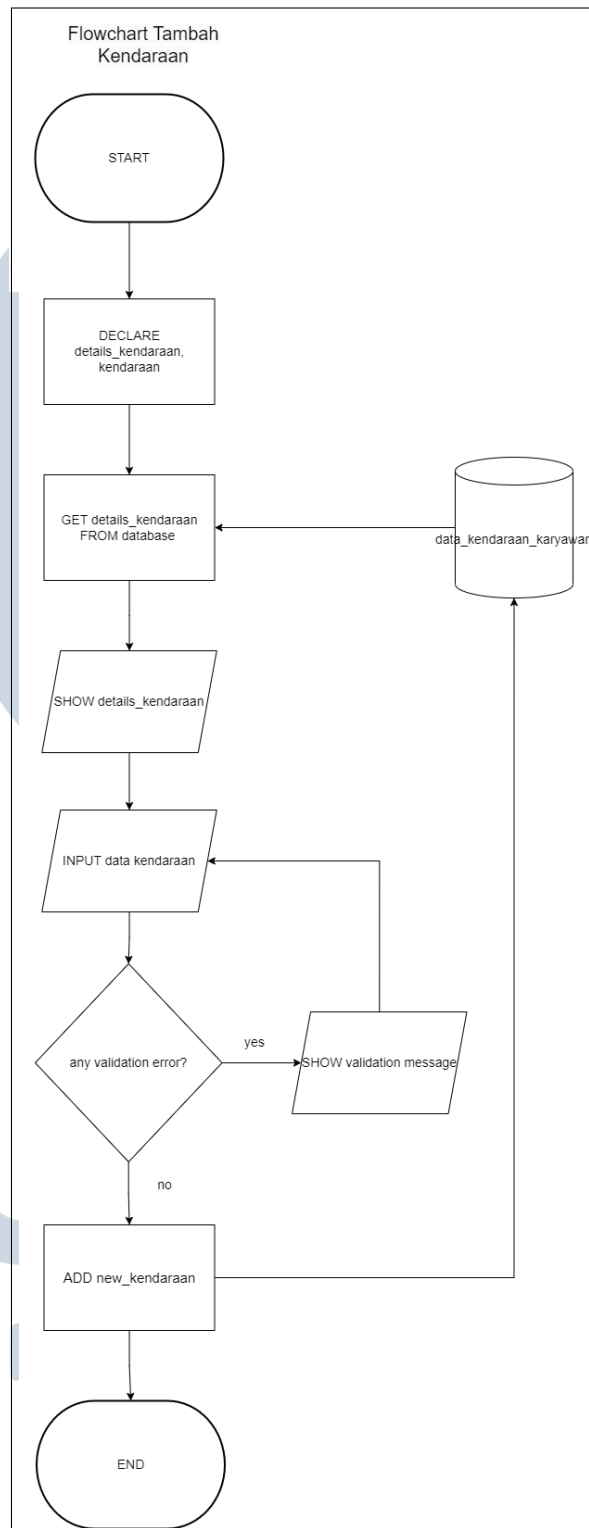 Flowchart Tambah
Kendaraan
START
DECLARE
details_kendaraan,
kendaraan
GET details_kendaraan
FROM database
data_kendaraan_karyawan
SHOW details_kendaraan
INPUT data kendaraan
any validation error?
yes
SHOW validation message
no
ADD new_kendaraan
END